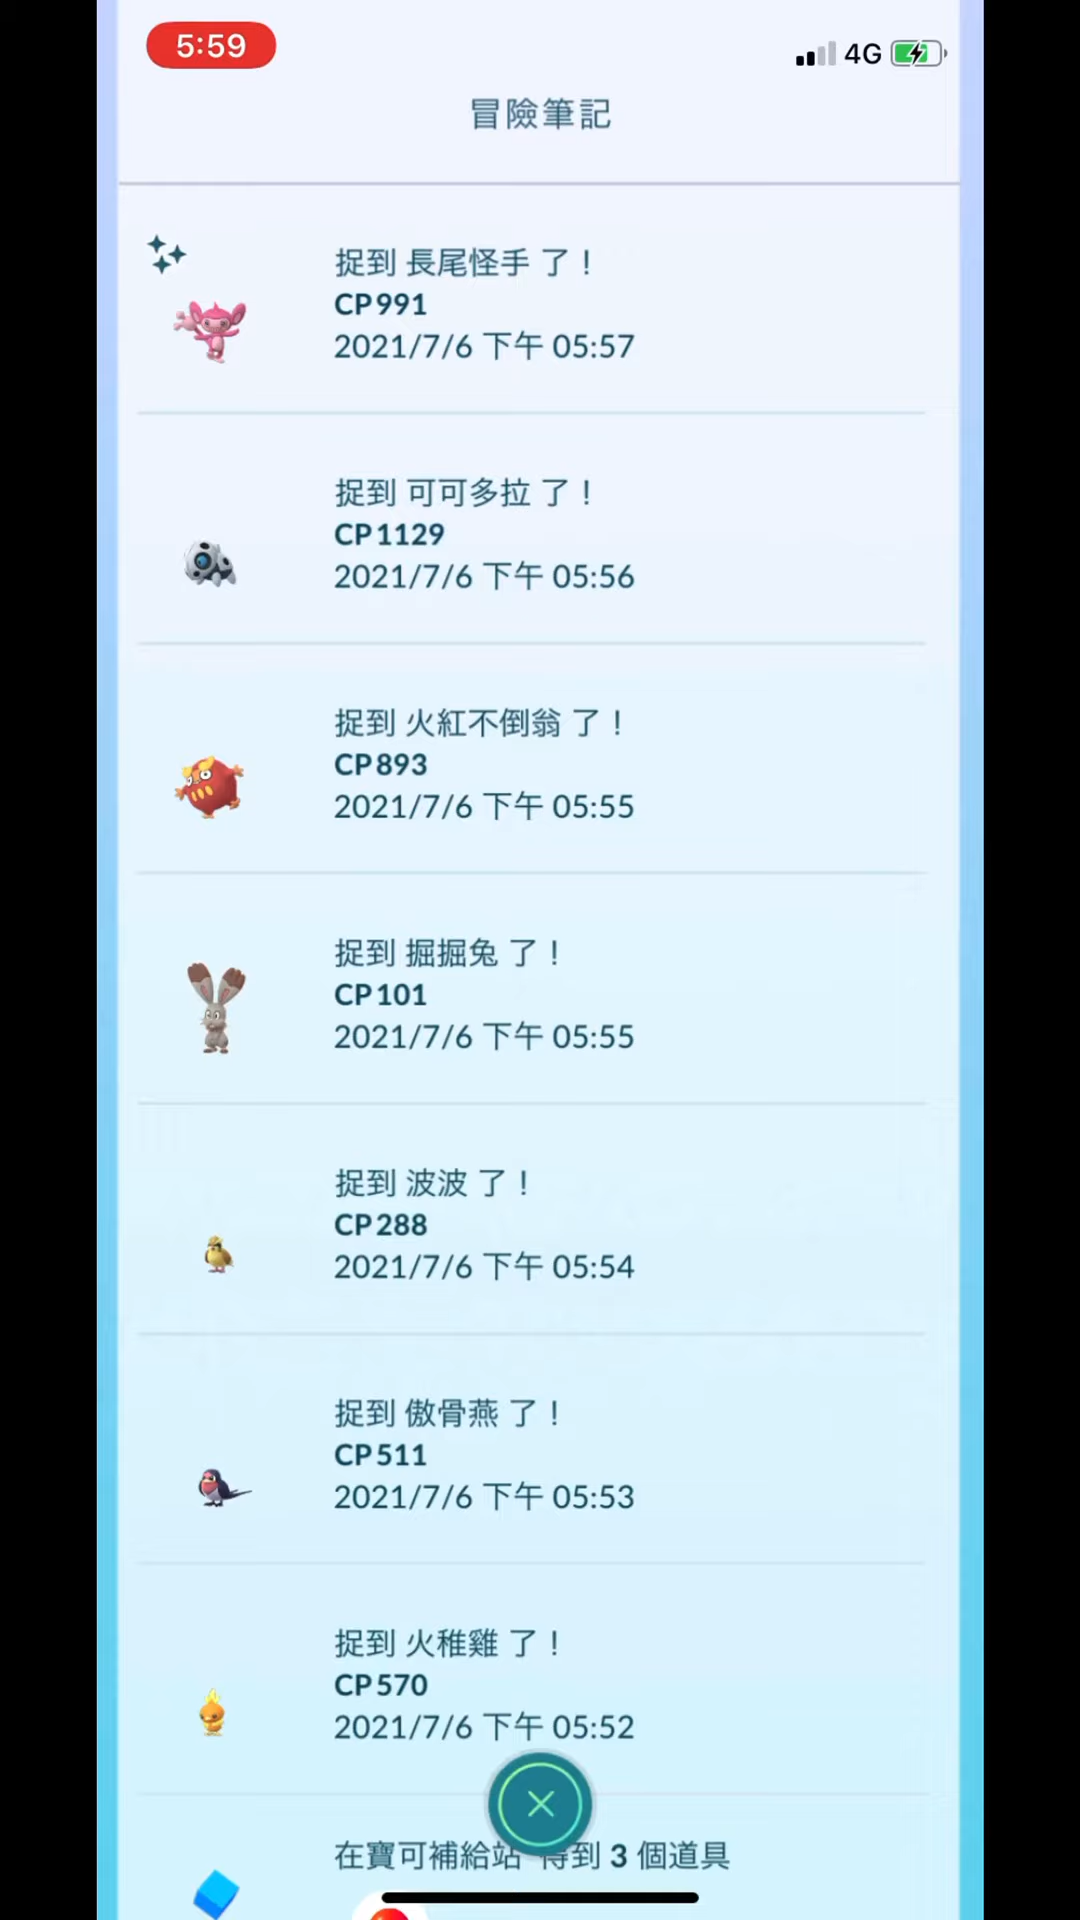 5:59
4G
冒險筆記
捉到 長尾怪手 了！
CP991
2021/7/6 下午 05:57
捉到 可可多拉 了！
CP1129
2021/7/6 下午 05:56
捉到 火紅不倒翁 了！
CP893
2021/7/6 下午 05:55
捉到 掘掘兔 了！
CP101
2021/7/6 下午 05:55
捉到 波波 了！
CP288
2021/7/6 下午 05:54
捉到 傲骨燕 了！
CP511
2021/7/6 下午 05:53
捉到 火稚雞 了！
CP570
2021/7/6 下午 05:52
在寶可補給站 得到 3 個道具